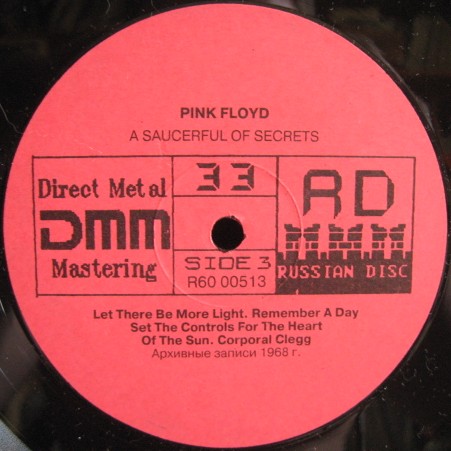 PINK FLOYD
A SAUCERFUL OF SECRETS
Direct Metal
DMM
Mastering
33
SIDE 3
R60 00513
RD
RUSSIAN DISC
Let There Be More Light. Remember A Day
Set The Controls For The Heart
Of The Sun. Corporal Clegg
Архивные записи 1968 г.